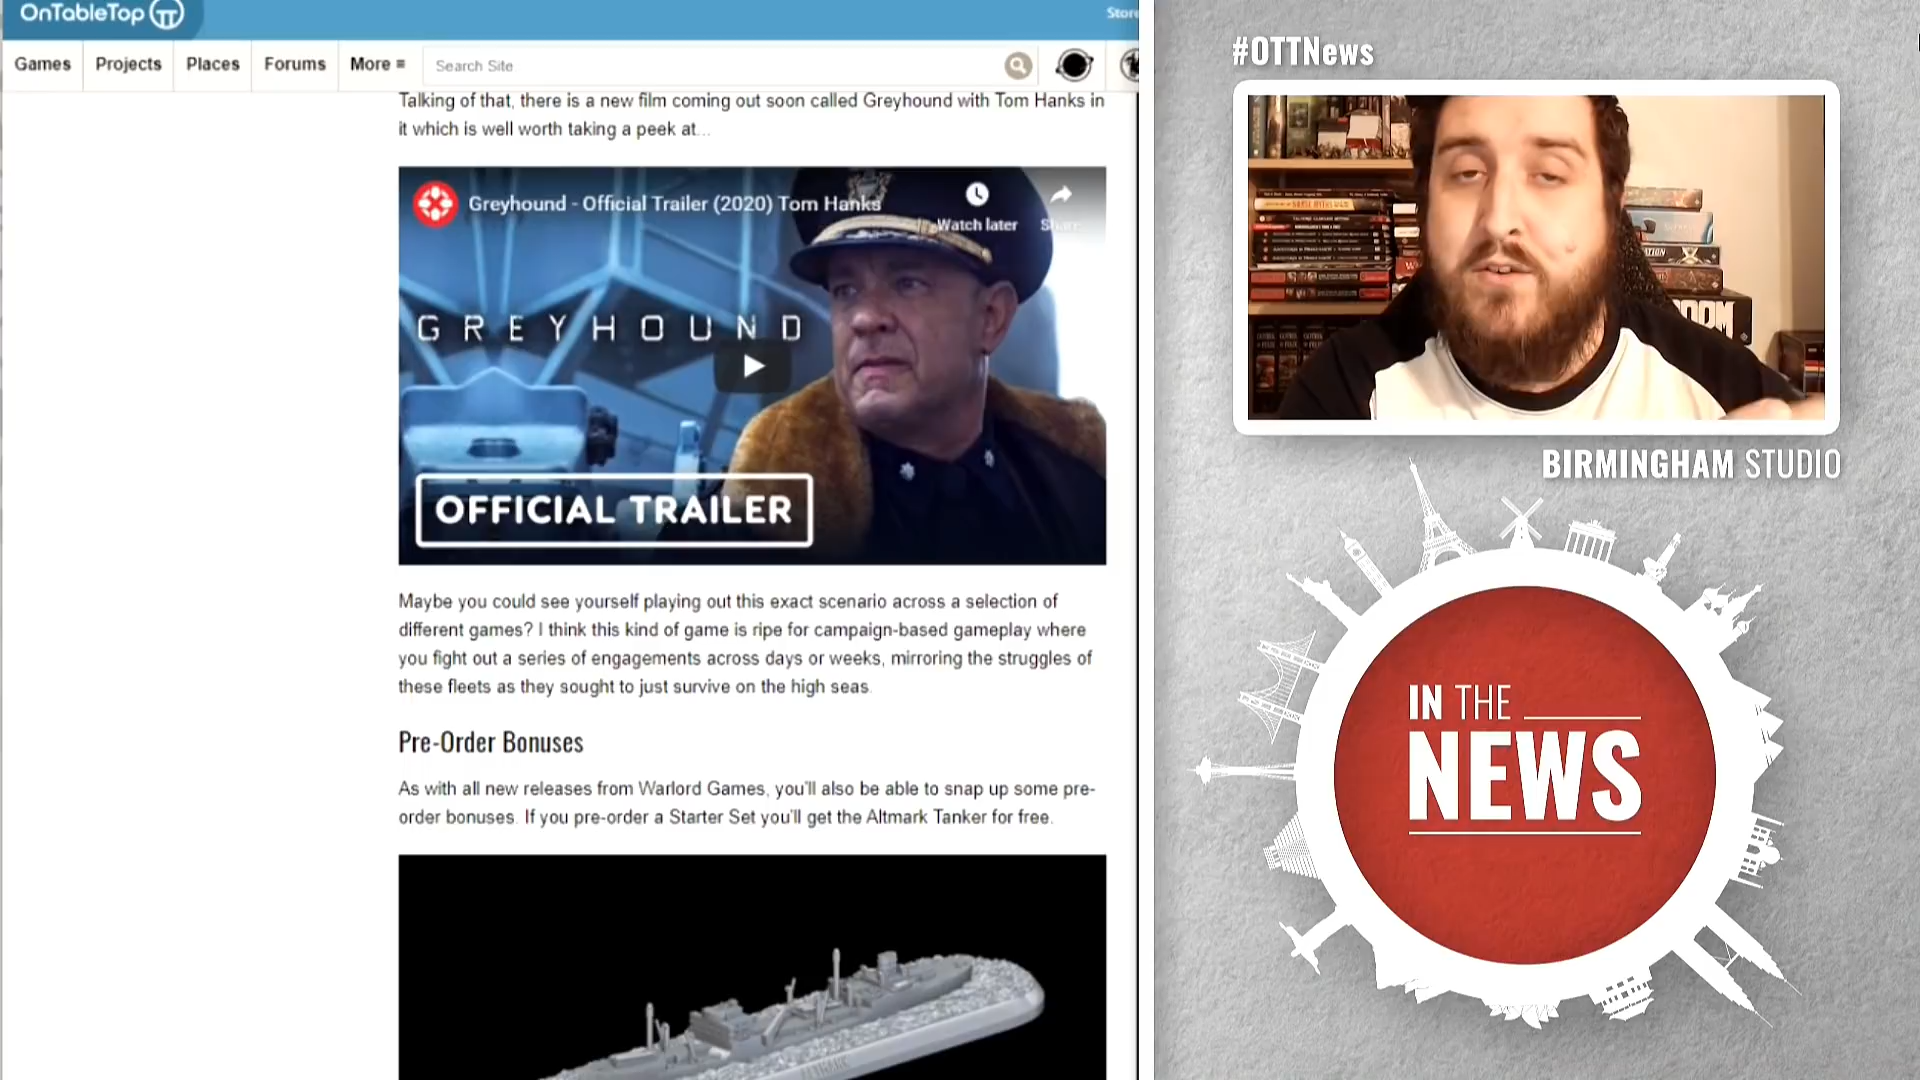 OnTableTop
Store
Games
Projects
Places
Forums
More ≡
Search Site
Talking of that, there is a new film coming out soon called Greyhound with Tom Hanks in
it which is well worth taking a peek at...
Greyhound - Official Trailer (2020) Tom Hanks
Watch later
Share
GREYHOUND
OFFICIAL TRAILER
Maybe you could see yourself playing out this exact scenario across a selection of
different games? I think this kind of game is ripe for campaign-based gameplay where
you fight out a series of engagements across days or weeks, mirroring the struggles of
these fleets as they sought to just survive on the high seas.
Pre-Order Bonuses
As with all new releases from Warlord Games, you'll also be able to snap up some pre-
order bonuses. If you pre-order a Starter Set you'll get the Altmark Tanker for free.
#OTTNews
BIRMINGHAM STUDIO
IN THE
NEWS